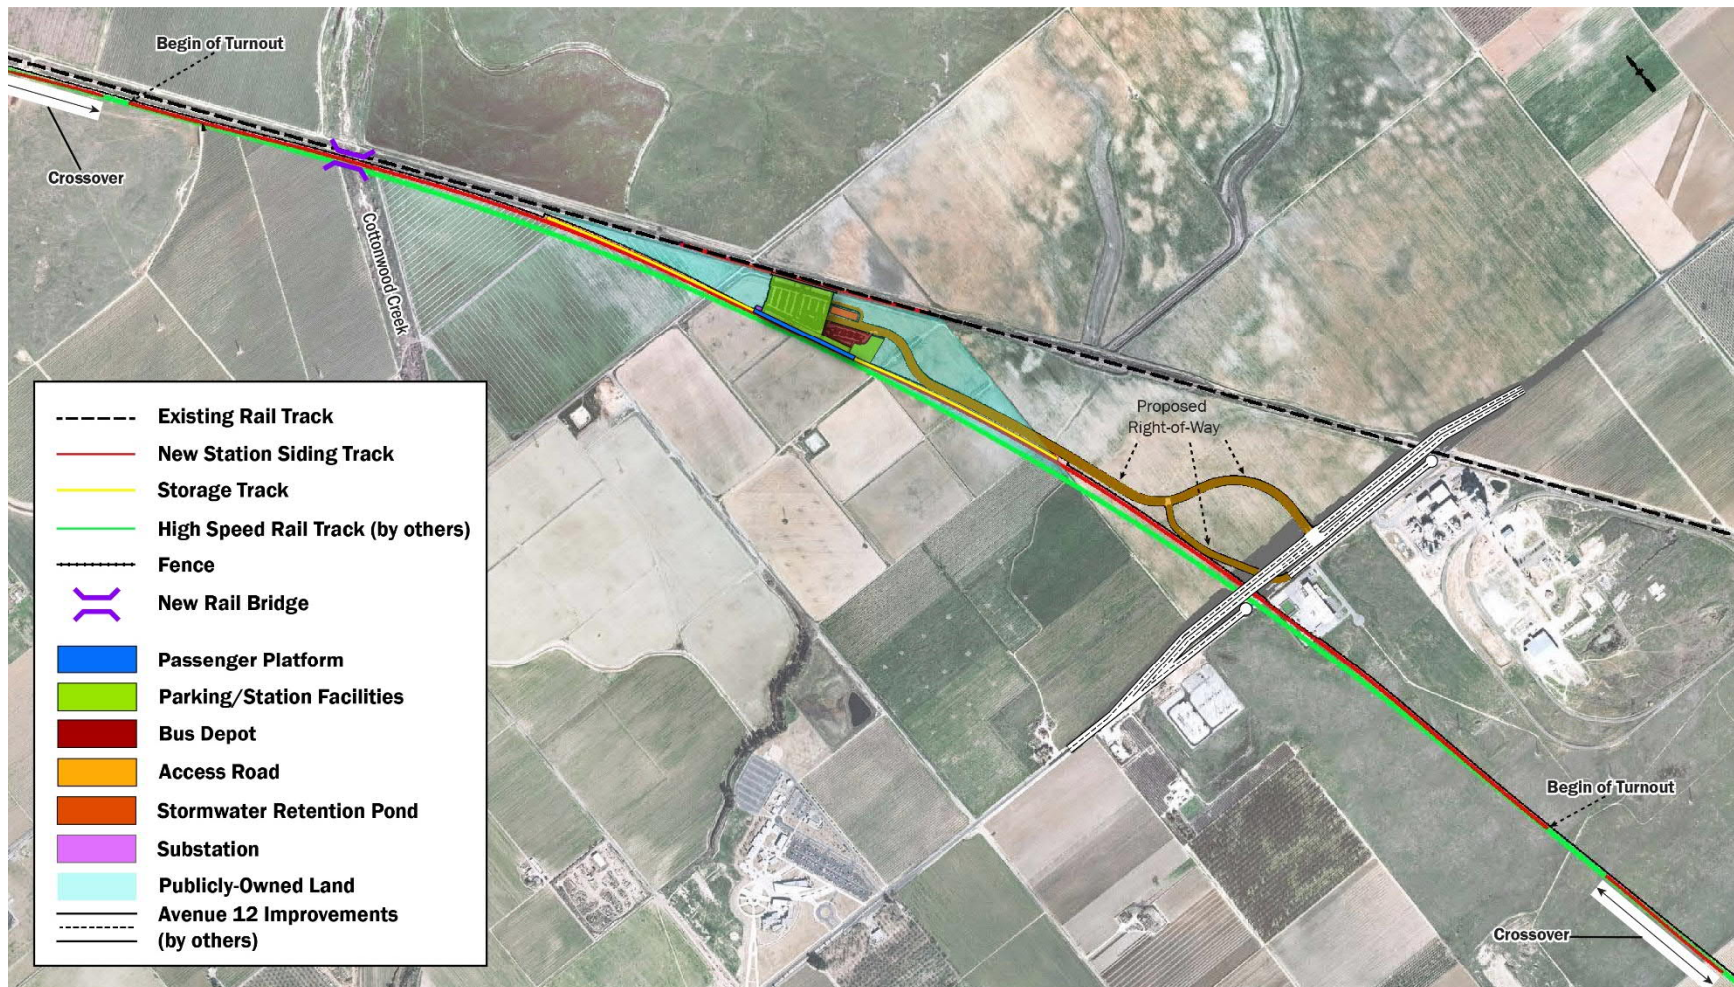 Begin of Turnout
Crossover
Cottonwood Creek
Proposed
Right-of-Way
Begin of Turnout
Crossover
Existing Rail Track
New Station Siding Track
Storage Track
High Speed Rail Track (by others)
Fence
New Rail Bridge
Passenger Platform
Parking/Station Facilities
Bus Depot
Access Road
Stormwater Retention Pond
Substation
Publicly-Owned Land
Avenue 12 Improvements
(by others)